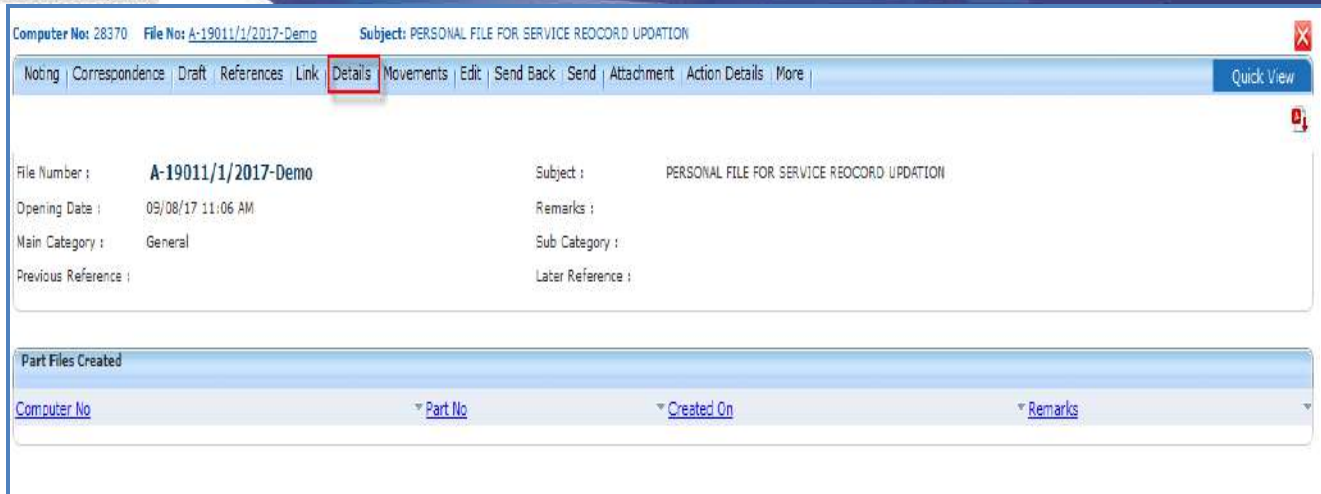 Computer No: 28370 File No: A-19011/1/2017-Demo Subject: PERSONAL FILE FOR SERVICE REOCORD UPDATION
Noting | Correspondence | Draft | References | Link | Details | Movements | Edit | Send Back | Send | Attachment | Action Details | More |
Quick View
File Number : A-19011/1/2017-Demo Subject : PERSONAL FILE FOR SERVICE REOCORD UPDATION
Opening Date : 09/08/17 11:06 AM Remarks :
Main Category : General Sub Category :
Previous Reference : Later Reference :
Part Files Created
Computer No Part No Created On Remarks